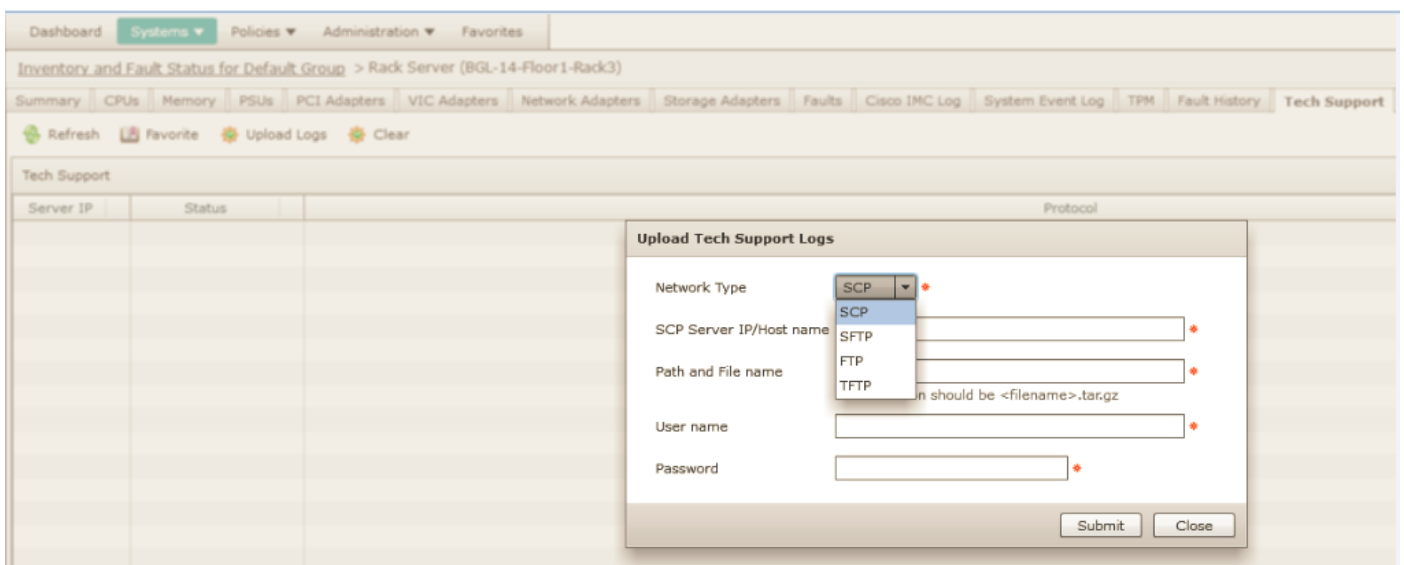 Dashboard Systems ▼ Policies ▼ Administration ▼ Favorites
Inventory and Fault Status for Default Group > Rack Server (BGL-14-Floor1-Rack3)
Summary CPUs Memory PSUs PCI Adapters VIC Adapters Network Adapters Storage Adapters Faults Cisco IMC Log System Event Log TPM Fault History Tech Support
Refresh Favorite Upload Logs Clear
Tech Support
Server IP Status Protocol
Upload Tech Support Logs
Network Type SCP
SCP
SCP Server IP/Host name
SFTP
FTP
Path and File name
TFTP
should be <filename>.tar.gz
User name
Password
Submit Close